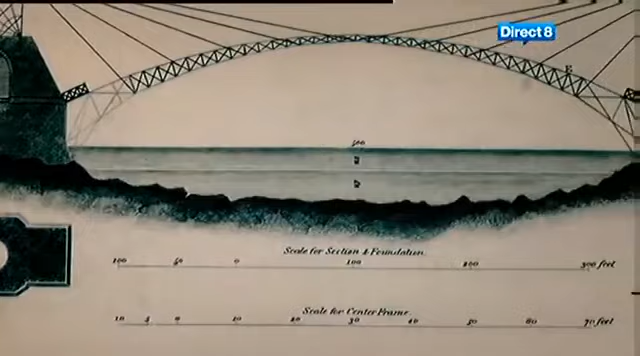 Direct 8
E
500
Scale for Section & Foundation
100 50 0 100 200 300 feet
Scale for Center Frame
10 5 0 10 20 30 40 50 60 70 feet